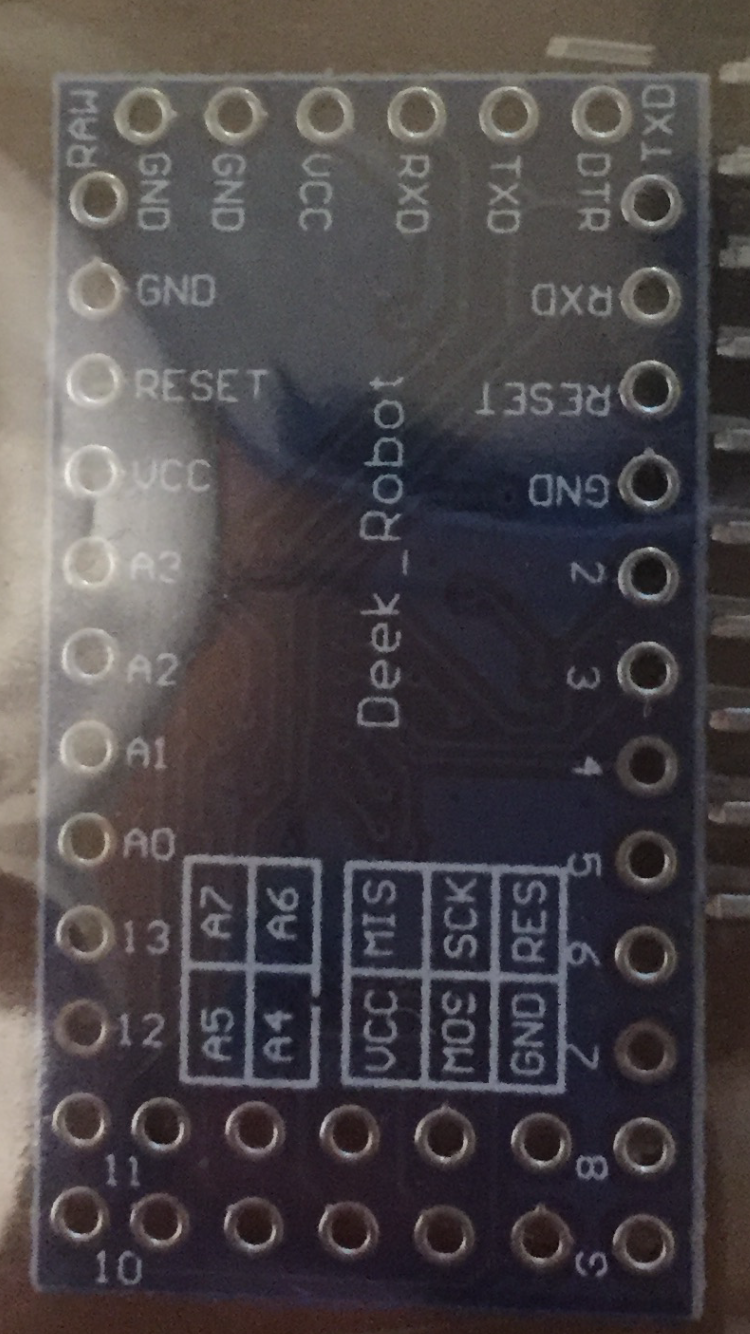 RAW
GND
GND
VCC
RXD
TXD
DTR
TXD
GND
RXD
RESET
RESET
VCC
GND
A3
2
A2
3
A1
4
A0
5
13
6
12
7
11
8
10
9
Deek_Robot
A7 A6
A5 A4
MIS SCK RES
VCC MOS GND